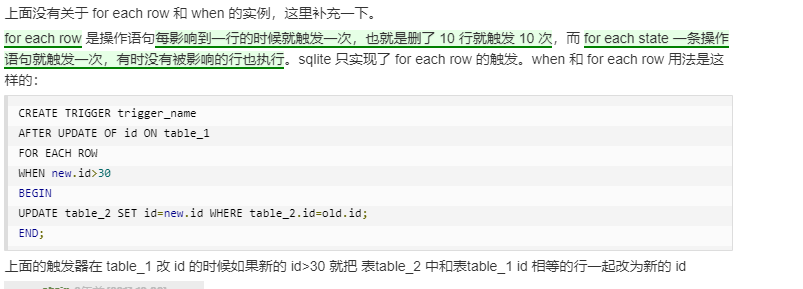 上面没有关于 for each row 和 when 的实例，这里补充一下。
for each row 是操作语句每影响到一行的时候就触发一次，也就是删了 10 行就触发 10 次，而 for each state 一条操作
语句就触发一次，有时没有被影响的行也执行。sqlite 只实现了 for each row 的触发。when 和 for each row 用法是这
样的：
CREATE TRIGGER trigger_name
AFTER UPDATE OF id ON table_1
FOR EACH ROW
WHEN new.id>30
BEGIN
UPDATE table_2 SET id=new.id WHERE table_2.id=old.id;
END;
上面的触发器在 table_1 改 id 的时候如果新的 id>30 就把 表table_2 中和表table_1 id 相等的行一起改为新的 id